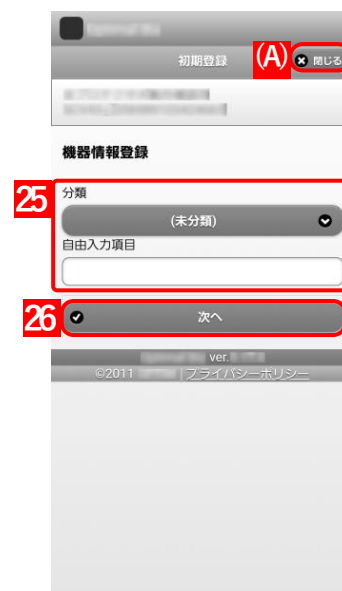 初期登録
(A)
閉じる
機器情報登録
25
分類
(未分類)
自由入力項目
26
次へ
ver.
©2011 | プライバシーポリシー